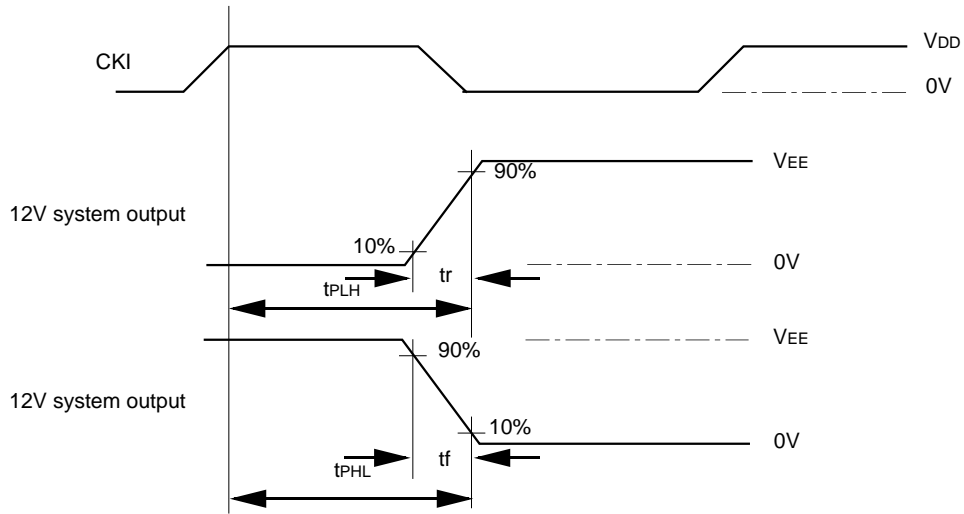 CKI
VDD
0V
VEE
90%
12V system output
10%
0V
tr
tPLH
VEE
90%
12V system output
10%
0V
tf
tPHL